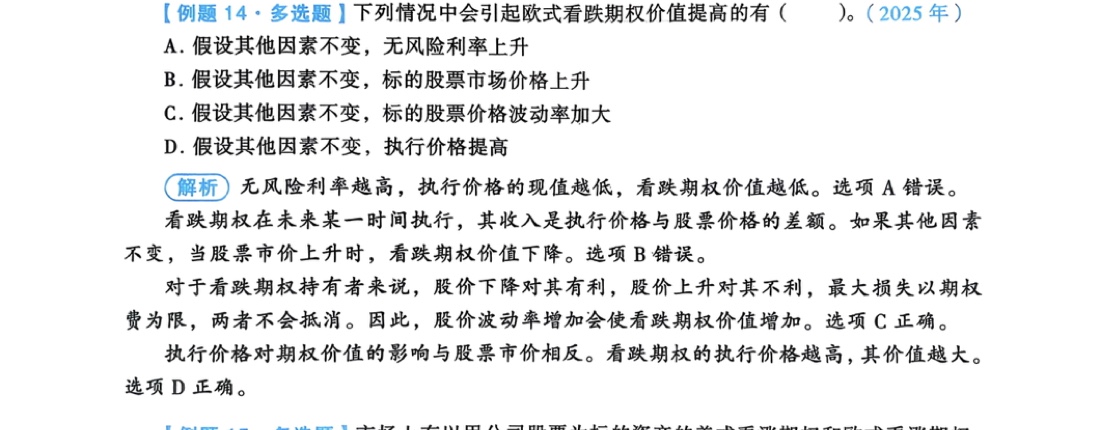 【例题 14·多选题】下列情况中会引起欧式看跌期权价值提高的有（　　）。（2025 年）
A. 假设其他因素不变，无风险利率上升
B. 假设其他因素不变，标的股票市场价格上升
C. 假设其他因素不变，标的股票价格波动率加大
D. 假设其他因素不变，执行价格提高
解析 无风险利率越高，执行价格的现值越低，看跌期权价值越低。选项 A 错误。
看跌期权在未来某一时间执行，其收入是执行价格与股票价格的差额。如果其他因素
不变，当股票市价上升时，看跌期权价值下降。选项 B 错误。
对于看跌期权持有者来说，股价下降对其有利，股价上升对其不利，最大损失以期权
费为限，两者不会抵消。因此，股价波动率增加会使看跌期权价值增加。选项 C 正确。
执行价格对期权价值的影响与股票市价相反。看跌期权的执行价格越高，其价值越大。
选项 D 正确。